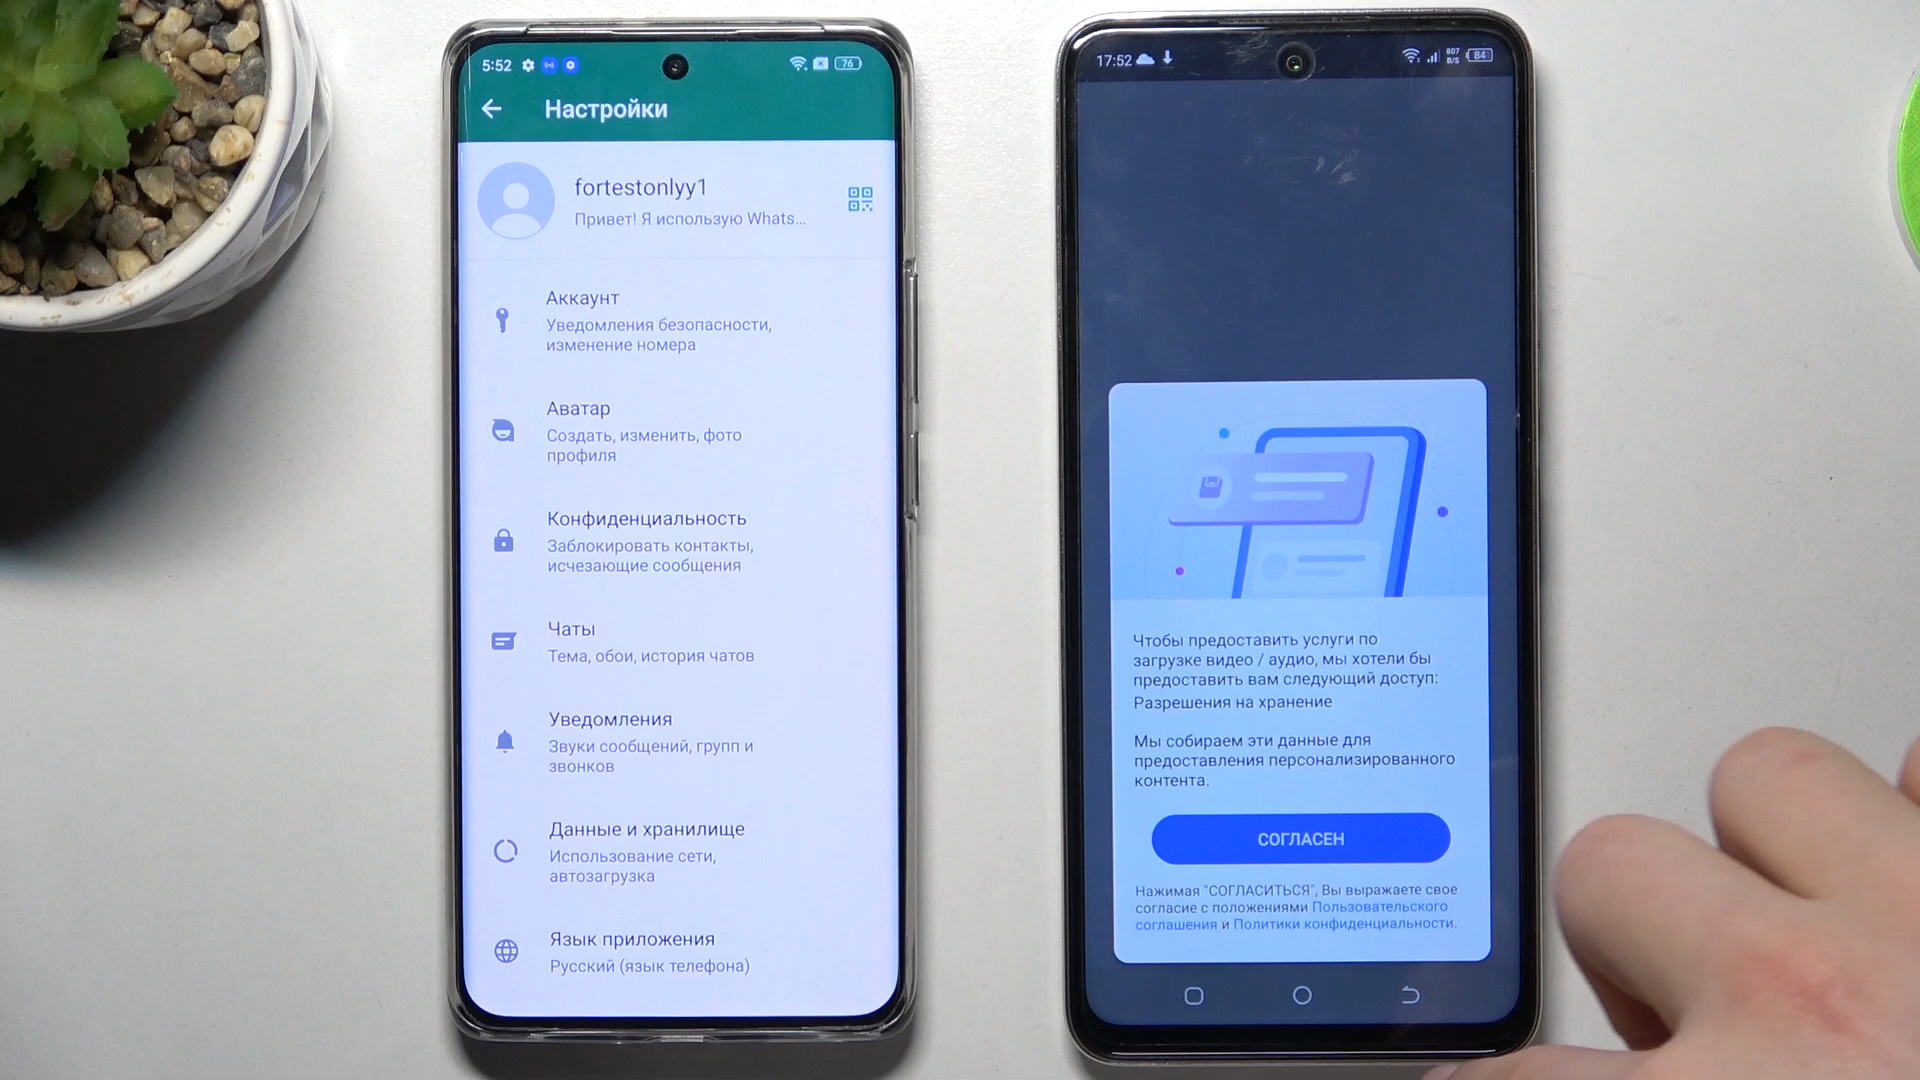 5:52
76
Настройки
fortestonlyy1
Привет! Я использую Whats...
Аккаунт
Уведомления безопасности,
изменение номера
Аватар
Создать, изменить, фото
профиля
Конфиденциальность
Заблокировать контакты,
исчезающие сообщения
Чаты
Тема, обои, история чатов
Уведомления
Звуки сообщений, групп и
звонков
Данные и хранилище
Использование сети,
автозагрузка
Язык приложения
Русский (язык телефона)
17:52
807
B/S
84
Чтобы предоставить услуги по
загрузке видео / аудио, мы хотели бы
предоставить вам следующий доступ:
Разрешения на хранение
Мы собираем эти данные для
предоставления персонализированного
контента.
СОГЛАСЕН
Нажимая "СОГЛАСИТЬСЯ", Вы выражаете свое
согласие с положениями Пользовательского
соглашения и Политики конфиденциальности.